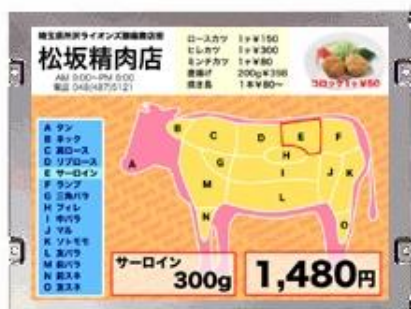 埼玉県所沢ライオンズ銀座商店街
松坂精肉店
AM 9:00~PM 8:00
電話 048(487)5121
ロースカツ 1ヶ¥150
ヒレカツ 1ヶ¥300
ミンチカツ 1ヶ¥80
唐揚げ 200g¥398
焼き鳥 1本¥80~
コロッケ1ヶ¥50
A タン
B ネック
C 肩ロース
D リブロース
E サーロイン
F ランプ
G 三角バラ
H フィレ
I 中バラ
J マル
K ソトモモ
L 友バラ
M 前バラ
N 前スネ
O 友スネ
A
B
C
D
E
F
G
H
I
J
K
L
M
N
O
サーロイン
300g
1,480円